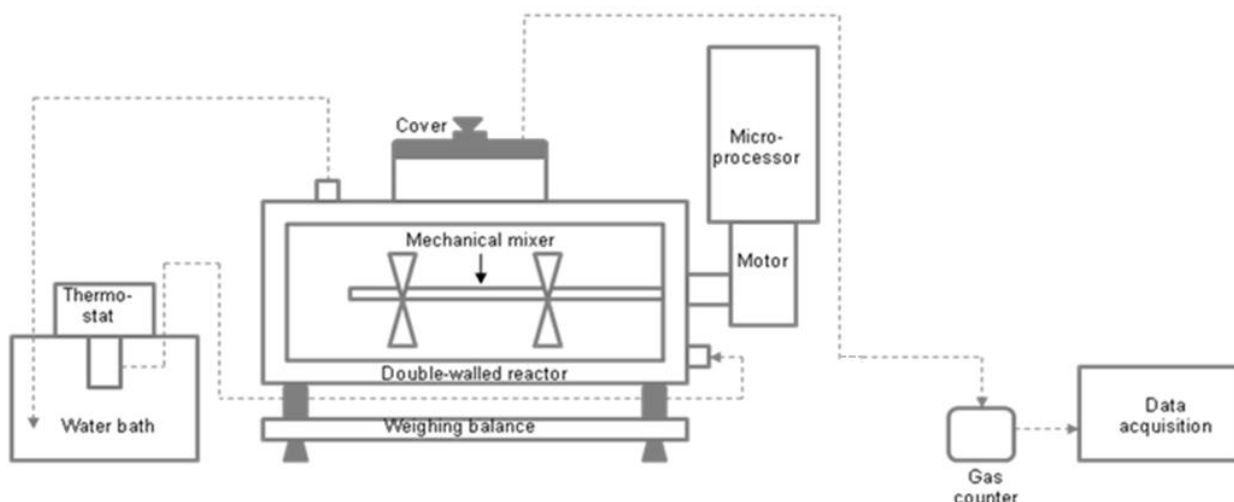 Cover
Micro-
processor
Mechanical mixer
Motor
Thermo-
stat
Double-walled reactor
Water bath
Weighing balance
Data
acquisition
Gas
counter